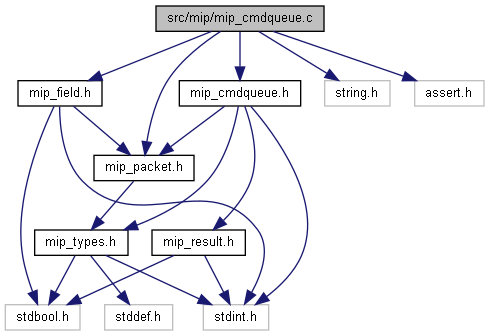 src/mip/mip_cmdqueue.c
mip_field.h
mip_cmdqueue.h
string.h
assert.h
mip_packet.h
mip_types.h
mip_result.h
stdbool.h
stddef.h
stdint.h